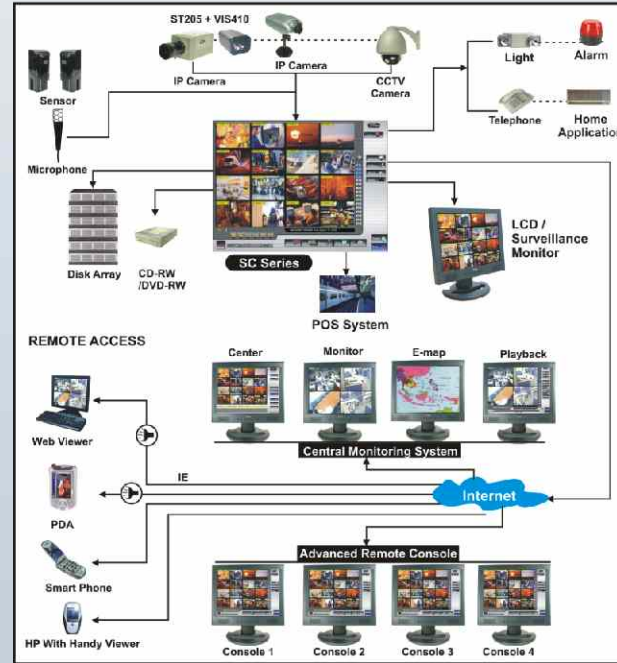 ST205 + VIS410
IP Camera
IP Camera
CCTV
Camera
Light
Alarm
Sensor
Telephone
Home
Application
Microphone
Disk Array
CD-RW
/DVD-RW
SC Series
LCD /
Surveillance
Monitor
POS System
REMOTE ACCESS
Center
Monitor
E-map
Playback
Web Viewer
Central Monitoring System
IE
Internet
PDA
Advanced Remote Console
Smart Phone
HP With Handy Viewer
Console 1
Console 2
Console 3
Console 4